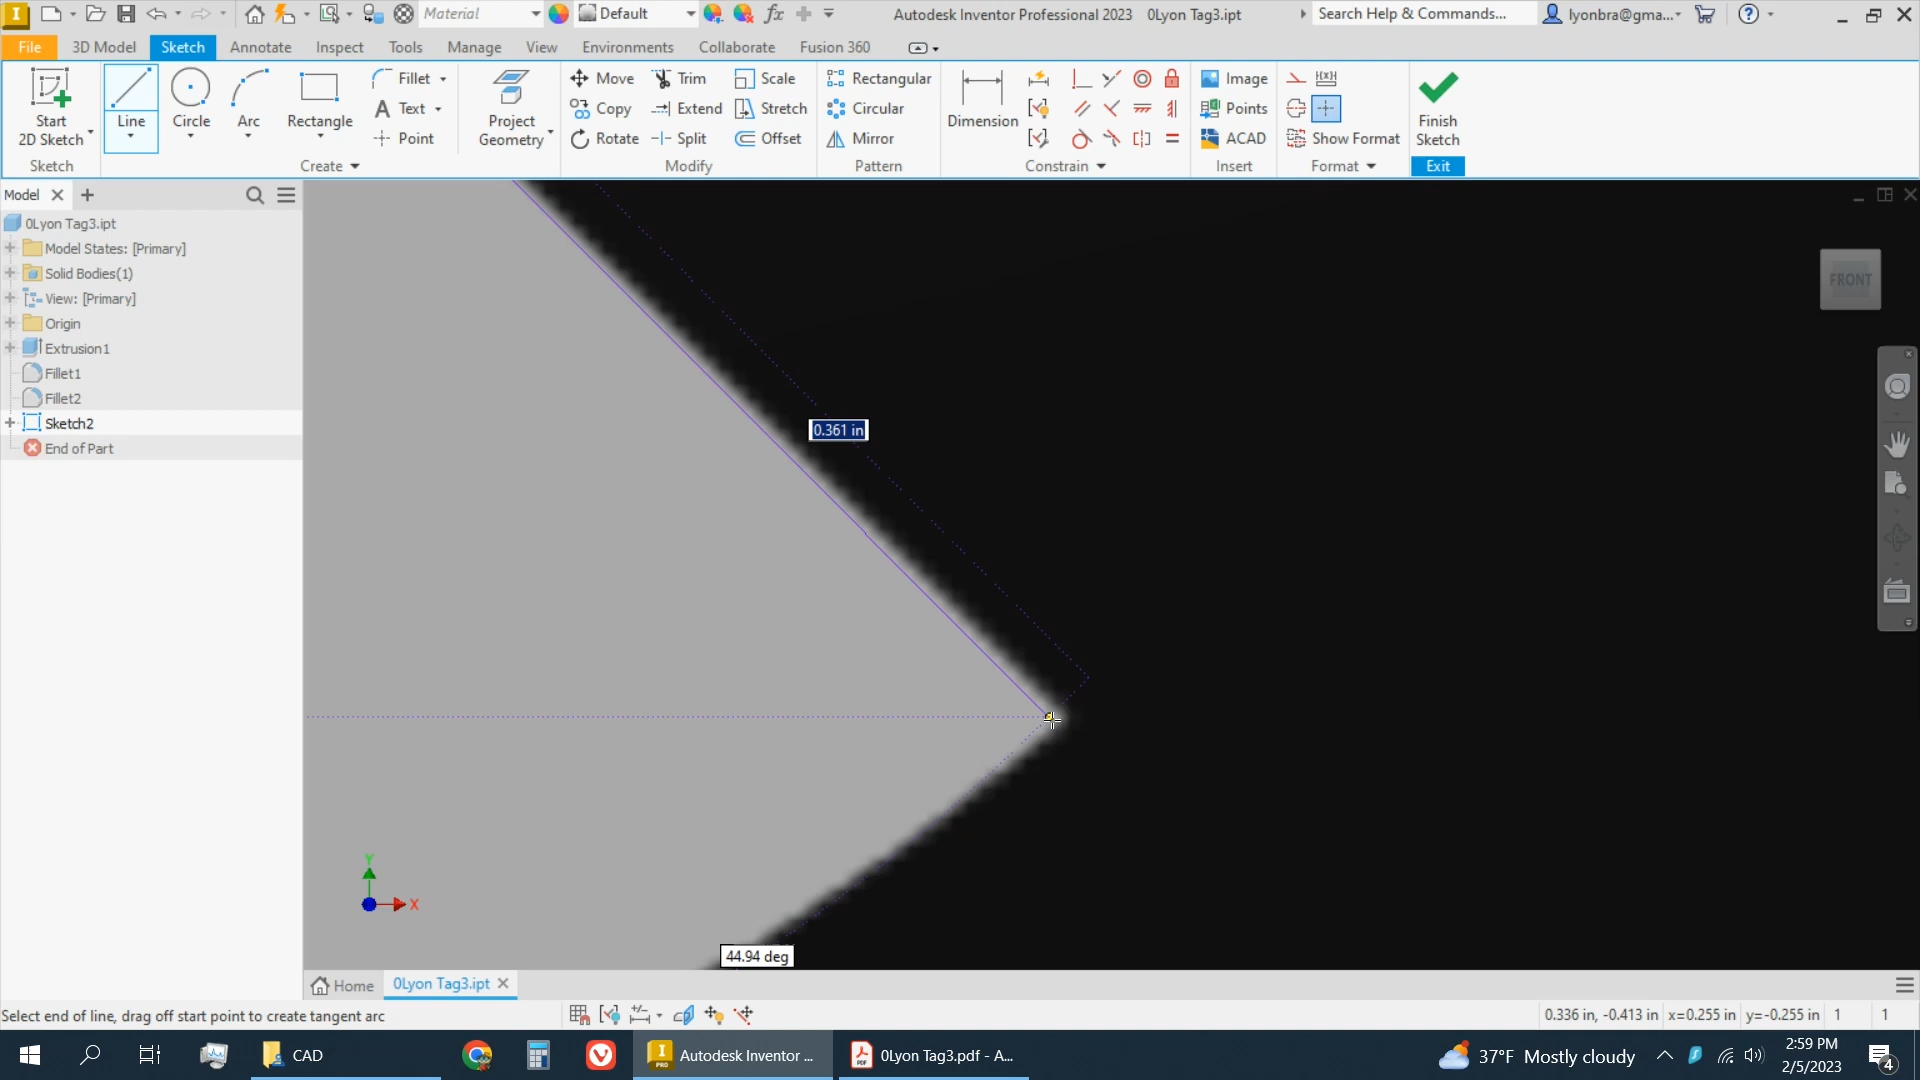 Material
Default
fx
Autodesk Inventor Professional 2023 0Lyon Tag3.ipt
Search Help & Commands...
lyonbra@gma...
File 3D Model Sketch Annotate Inspect Tools Manage View Environments Collaborate Fusion 360
Start
2D Sketch
Line
Circle
Arc
Rectangle
Fillet
Text
Point
Project
Geometry
Move
Copy
Rotate
Trim
Extend
Split
Scale
Stretch
Offset
Rectangular
Circular
Mirror
Dimension
Image
Points
ACAD
Show Format
Finish
Sketch
Sketch Create Modify Pattern Constrain Insert Format Exit
Model
0Lyon Tag3.ipt
Model States: [Primary]
Solid Bodies(1)
View: [Primary]
Origin
Extrusion1
Fillet1
Fillet2
Sketch2
End of Part
FRONT
0.361 in
Y
X
44.94 deg
Home 0Lyon Tag3.ipt
Select end of line, drag off start point to create tangent arc
0.336 in, -0.413 in x=0.255 in y=-0.255 in 1 1
CAD
Autodesk Inventor ...
0Lyon Tag3.pdf - A...
37°F Mostly cloudy
2:59 PM
2/5/2023
4